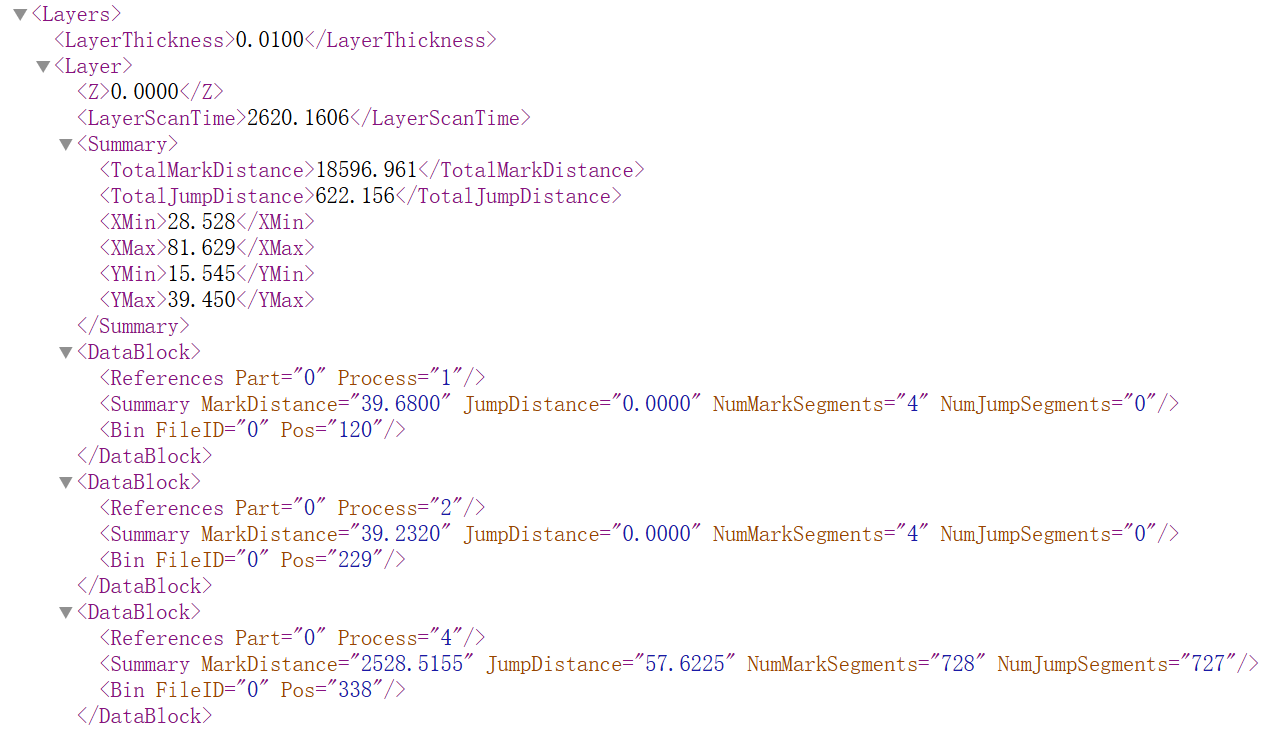 <Layers>
<LayerThickness>0.0100</LayerThickness>
<Layer>
<Z>0.0000</Z>
<LayerScanTime>2620.1606</LayerScanTime>
<Summary>
<TotalMarkDistance>18596.961</TotalMarkDistance>
<TotalJumpDistance>622.156</TotalJumpDistance>
<XMin>28.528</XMin>
<XMax>81.629</XMax>
<YMin>15.545</YMin>
<YMax>39.450</YMax>
</Summary>
<DataBlock>
<References Part="0" Process="1"/>
<Summary MarkDistance="39.6800" JumpDistance="0.0000" NumMarkSegments="4" NumJumpSegments="0"/>
<Bin FileID="0" Pos="120"/>
</DataBlock>
<DataBlock>
<References Part="0" Process="2"/>
<Summary MarkDistance="39.2320" JumpDistance="0.0000" NumMarkSegments="4" NumJumpSegments="0"/>
<Bin FileID="0" Pos="229"/>
</DataBlock>
<DataBlock>
<References Part="0" Process="4"/>
<Summary MarkDistance="2528.5155" JumpDistance="57.6225" NumMarkSegments="728" NumJumpSegments="727"/>
<Bin FileID="0" Pos="338"/>
</DataBlock>